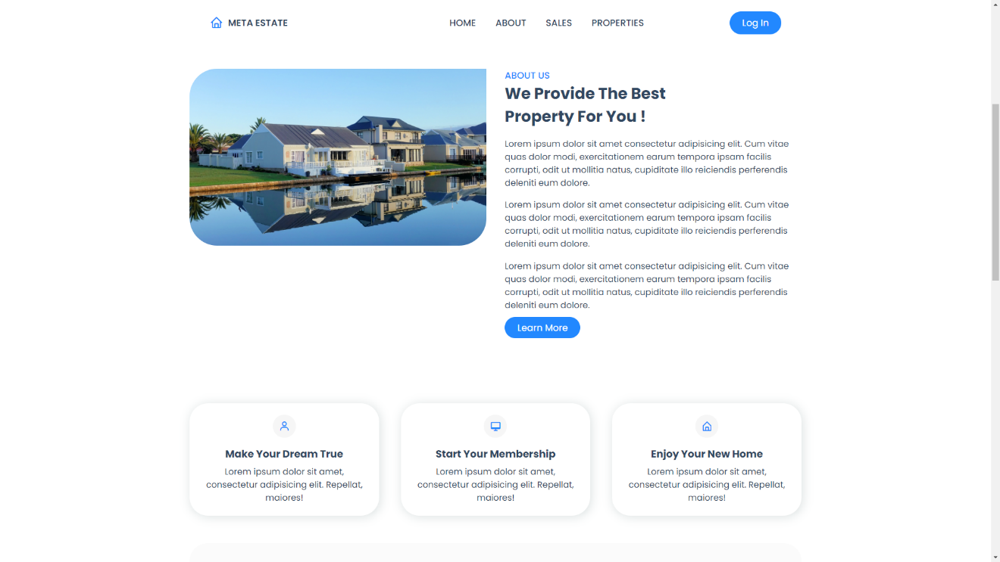 META ESTATE
HOME
ABOUT
SALES
PROPERTIES
Log In
ABOUT US
We Provide The Best
Property For You !
Lorem ipsum dolor sit amet consectetur adipisicing elit. Cum vitae
quas dolor modi, exercitationem earum tempora ipsam facilis
corrupti, odit ut mollitia natus, cupiditate illo reiciendis perferendis
deleniti eum dolore.
Lorem ipsum dolor sit amet consectetur adipisicing elit. Cum vitae
quas dolor modi, exercitationem earum tempora ipsam facilis
corrupti, odit ut mollitia natus, cupiditate illo reiciendis perferendis
deleniti eum dolore.
Lorem ipsum dolor sit amet consectetur adipisicing elit. Cum vitae
quas dolor modi, exercitationem earum tempora ipsam facilis
corrupti, odit ut mollitia natus, cupiditate illo reiciendis perferendis
deleniti eum dolore.
Learn More
Make Your Dream True
Lorem ipsum dolor sit amet,
consectetur adipisicing elit. Repellat,
maiores!
Start Your Membership
Lorem ipsum dolor sit amet,
consectetur adipisicing elit. Repellat,
maiores!
Enjoy Your New Home
Lorem ipsum dolor sit amet,
consectetur adipisicing elit. Repellat,
maiores!